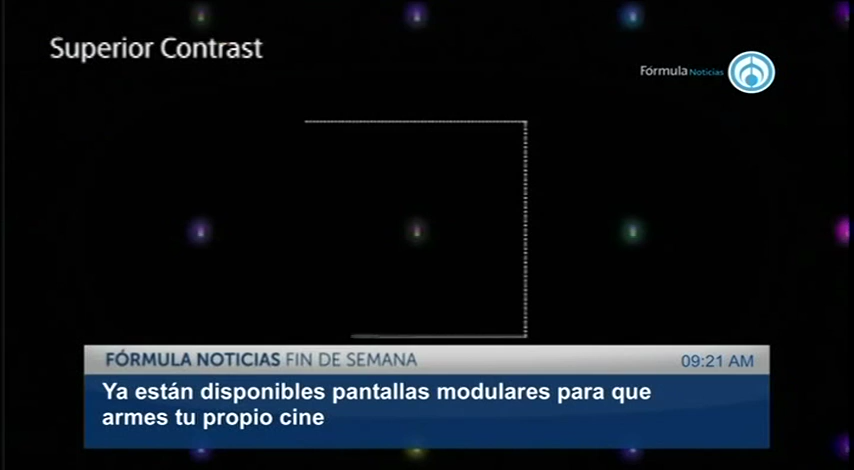 Superior Contrast
Fórmula Noticias
FÓRMULA NOTICIAS FIN DE SEMANA
09:21 AM
Ya están disponibles pantallas modulares para que
armes tu propio cine